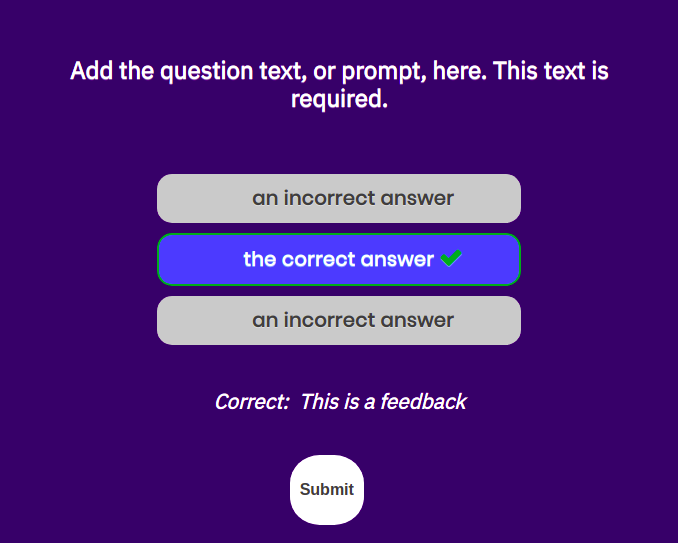 Add the question text, or prompt, here. This text is
required.
an incorrect answer
the correct answer
an incorrect answer
Correct: This is a feedback
Submit